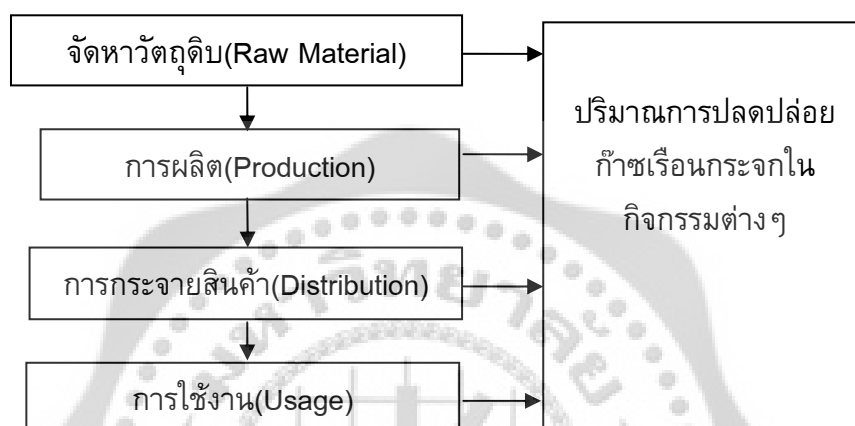 จัดหาวัตถุดิบ(Raw Material)
การผลิต(Production)
การกระจายสินค้า(Distribution)
การใช้งาน(Usage)
ปริมาณการปลดปล่อย
ก๊าซเรือนกระจกใน
กิจกรรมต่างๆ